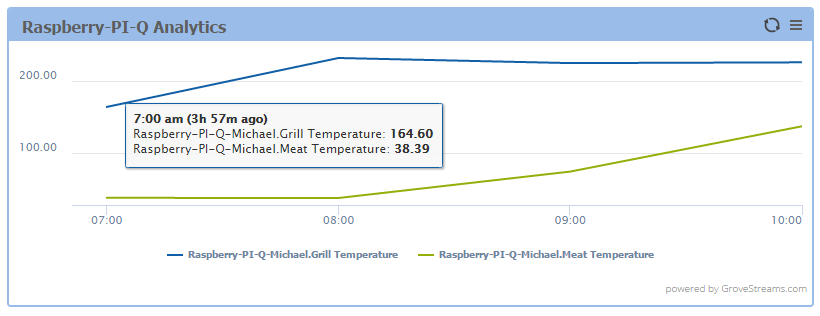 Raspberry-PI-Q Analytics
200.00
7:00 am (3h 57m ago)
Raspberry-PI-Q-Michael.Grill Temperature: 164.60
Raspberry-PI-Q-Michael.Meat Temperature: 38.39
100.00
07:00 08:00 09:00 10:00
Raspberry-PI-Q-Michael.Grill Temperature Raspberry-PI-Q-Michael.Meat Temperature
powered by GroveStreams.com